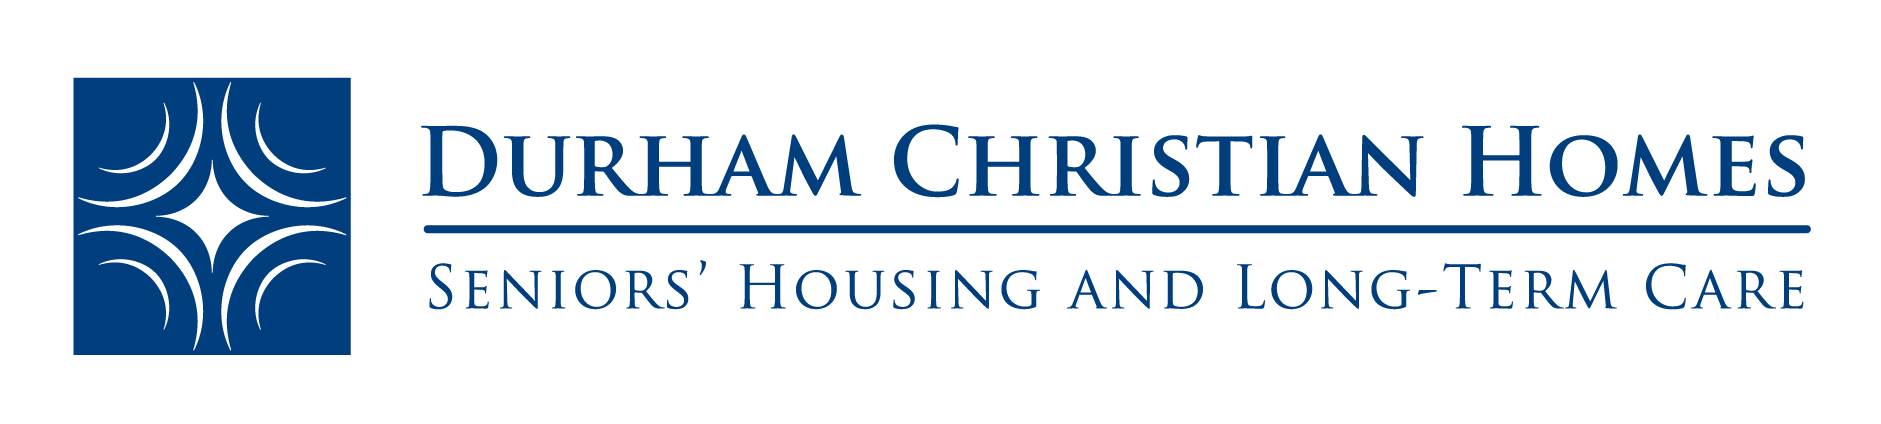 DURHAM CHRISTIAN HOMES
SENIORS’ HOUSING AND LONG-TERM CARE